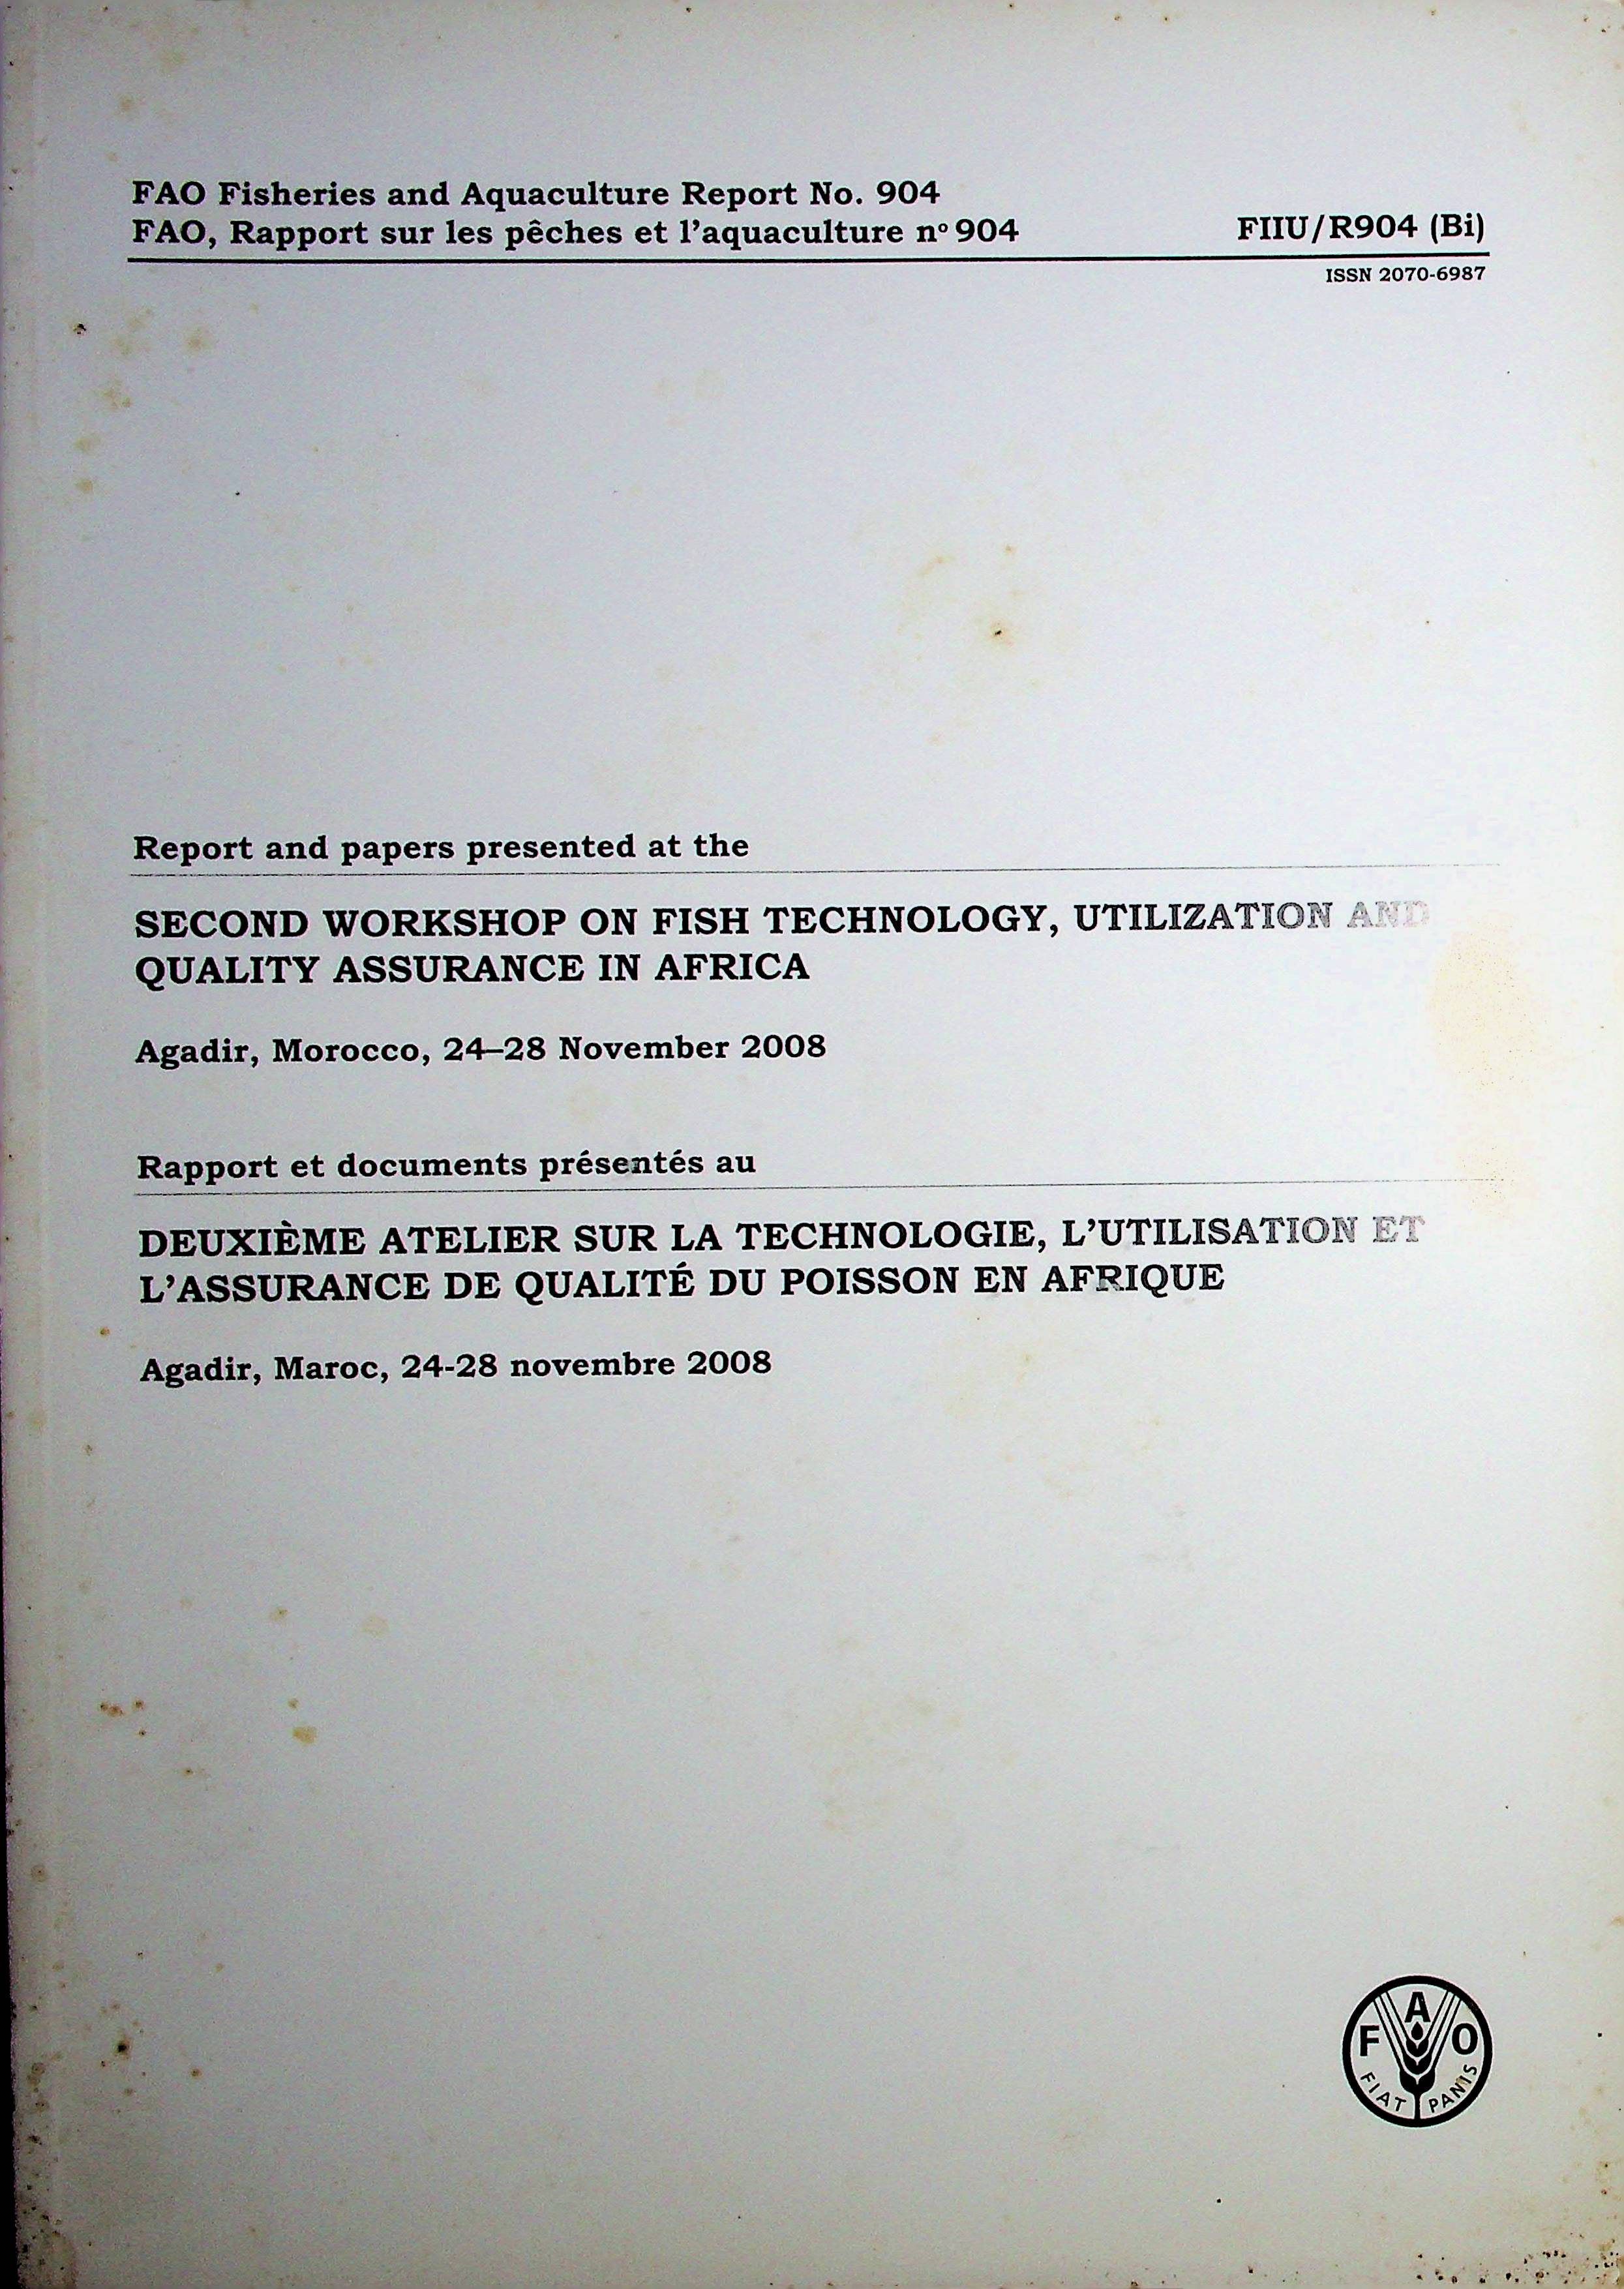 FAO Fisheries and Aquaculture Report No. 904
FAO, Rapport sur les pêches et l'aquaculture nº 904
FIIU/R904 (Bi)
ISSN 2070-6987
Report and papers presented at the
SECOND WORKSHOP ON FISH TECHNOLOGY, UTILIZATION AND
QUALITY ASSURANCE IN AFRICA
Agadir, Morocco, 24–28 November 2008
Rapport et documents présentés au
DEUXIÈME ATELIER SUR LA TECHNOLOGIE, L'UTILISATION ET
L'ASSURANCE DE QUALITÉ DU POISSON EN AFRIQUE
Agadir, Maroc, 24-28 novembre 2008
FAO
FIAT PANIS